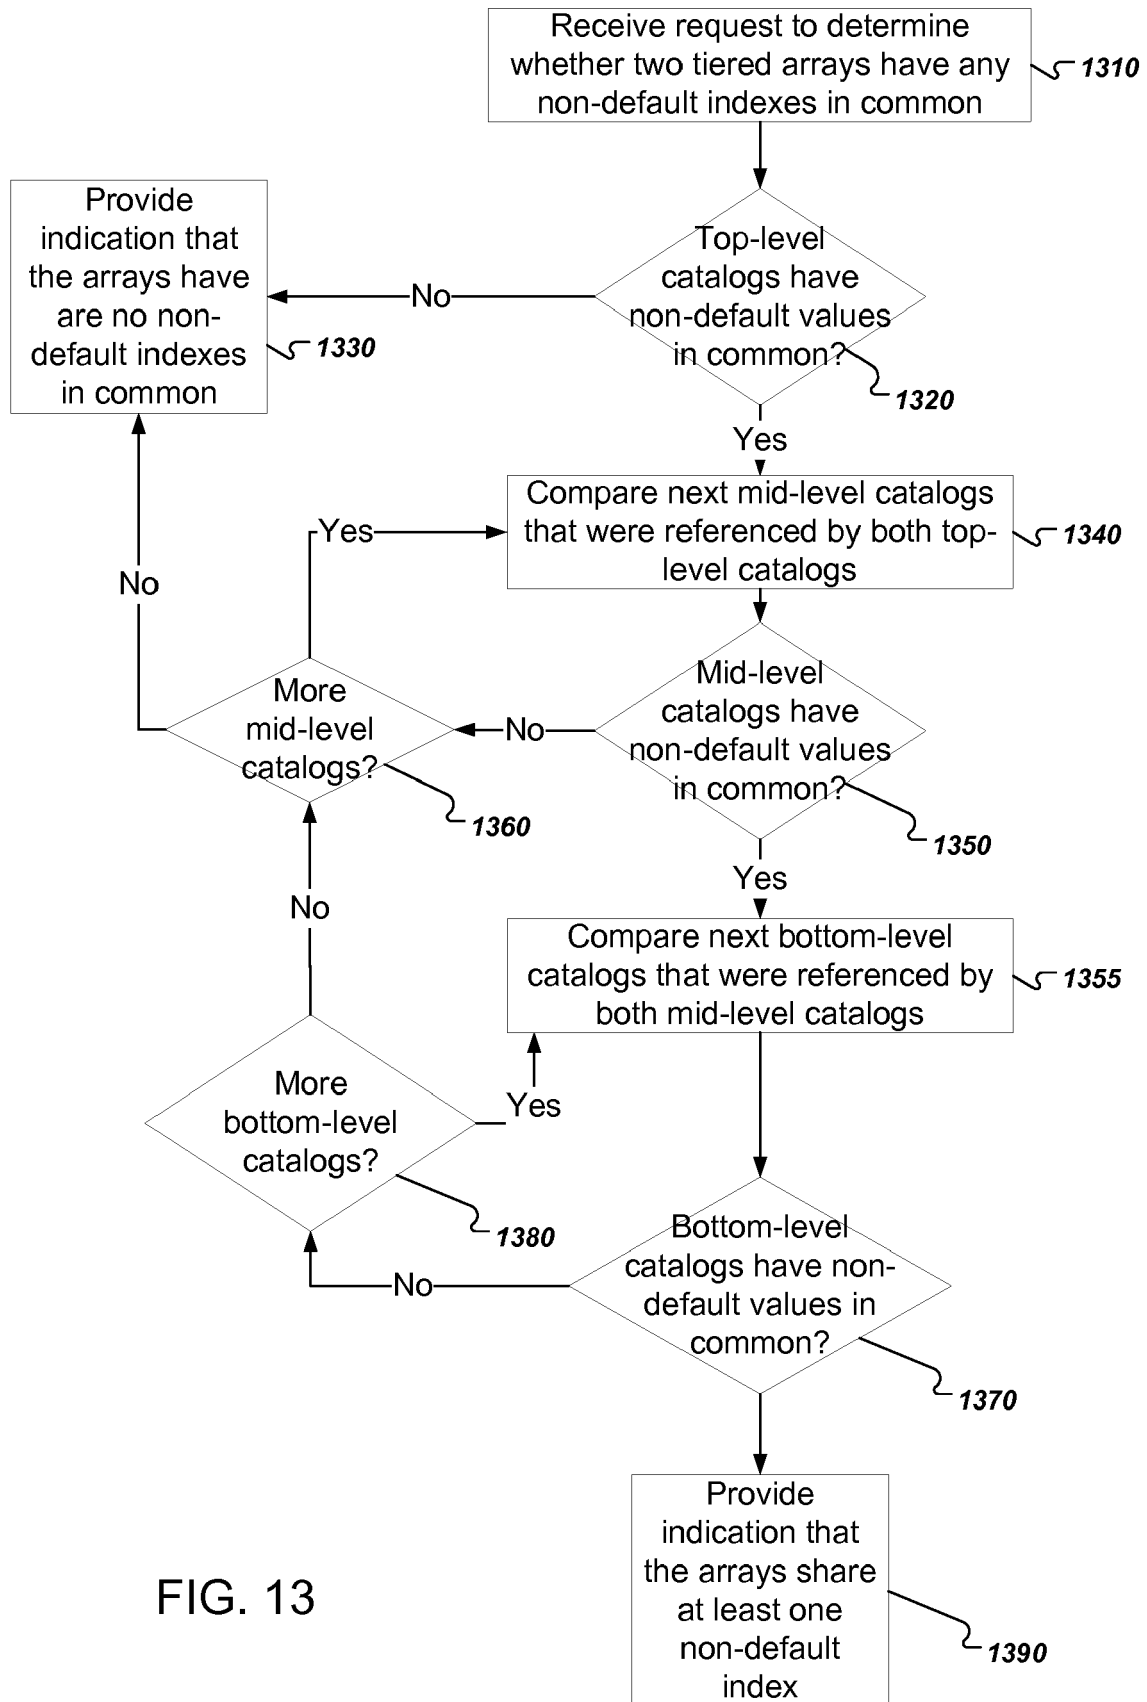 Receive request to determine
whether two tiered arrays have any
non-default indexes in common
1310
Provide
indication that
the arrays have
are no non-
default indexes
in common
1330
No
Top-level
catalogs have
non-default values
in common?
1320
Yes
Compare next mid-level catalogs
that were referenced by both top-
level catalogs
1340
Yes
No
More
mid-level
catalogs?
1360
No
Mid-level
catalogs have
non-default values
in common?
1350
Yes
No
Compare next bottom-level
catalogs that were referenced by
both mid-level catalogs
1355
More
bottom-level
catalogs?
1380
Yes
No
Bottom-level
catalogs have non-
default values in
common?
1370
Provide
indication that
the arrays share
at least one
non-default
index
1390
FIG. 13